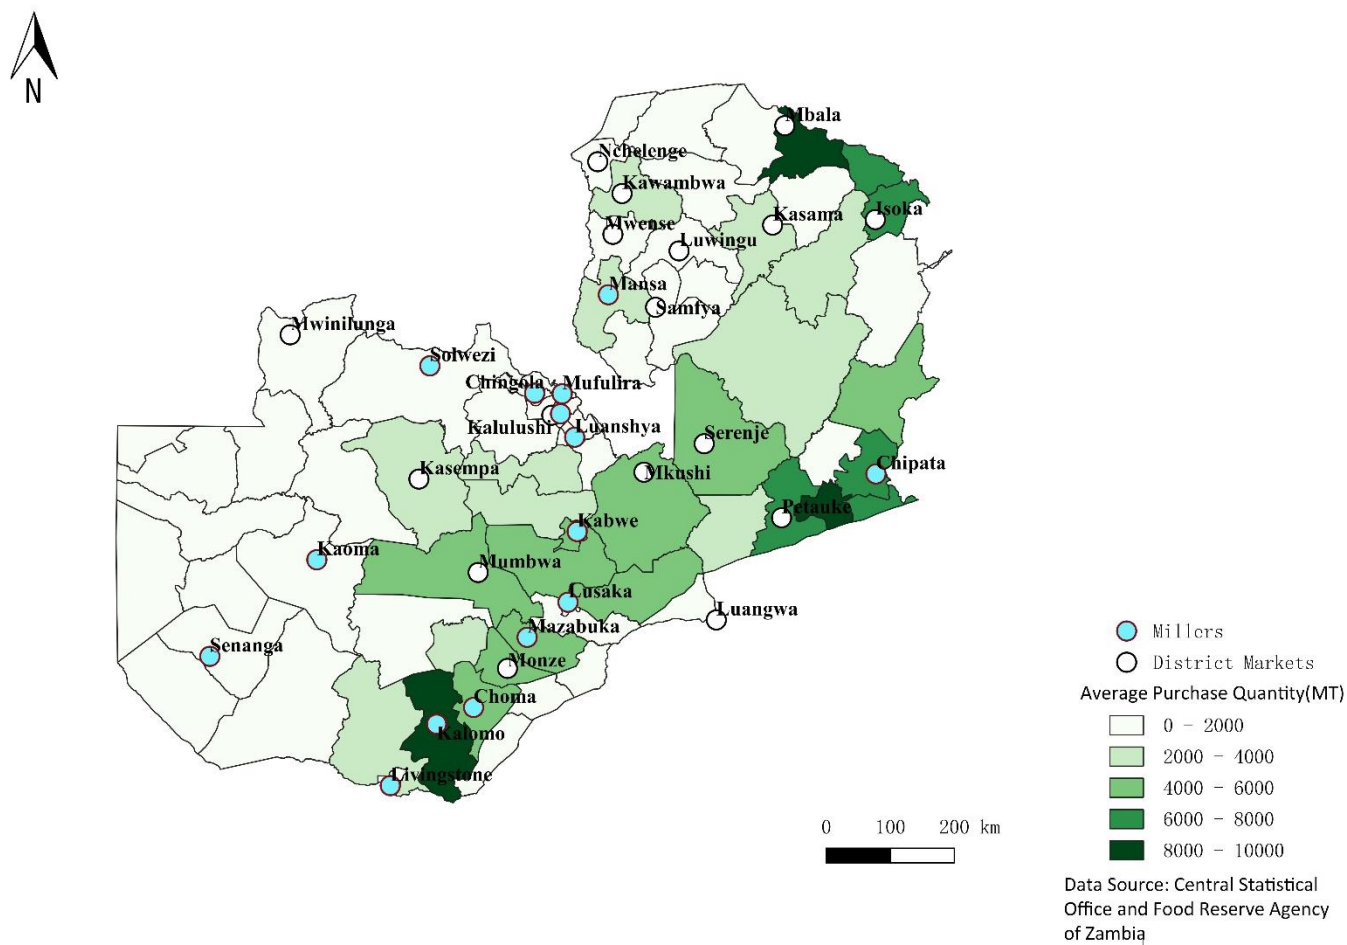 N
Mbala
Nchelenge
Kawambwa
Kasama
Isoka
Mwense
Luwingu
Mansa
Samfya
Mwinilunga
Solwezi
Chingola
Mufulira
Kalulushi
Luanshya
Serenje
Kasempa
Mkushi
Chipata
Petauke
Kabwe
Kaoma
Mumbwa
Lusaka
Luangwa
Mazabuka
Senanga
Monze
Choma
Kalomo
Livingstone
Millers
District Markets
Average Purchase Quantity(MT)
0 - 2000
2000 - 4000
4000 - 6000
6000 - 8000
8000 - 10000
0 100 200 km
Data Source: Central Statistical
Office and Food Reserve Agency
of Zambia